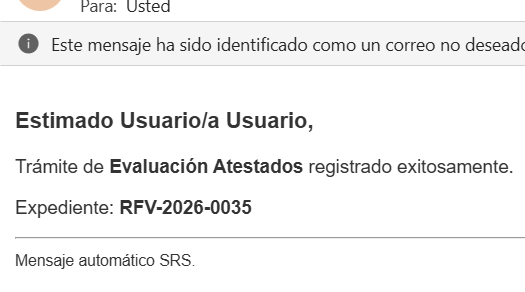 Para: Usted
Este mensaje ha sido identificado como un correo no deseado
Estimado Usuario/a Usuario,
Trámite de Evaluación Atestados registrado exitosamente.
Expediente: RFV-2026-0035
Mensaje automático SRS.